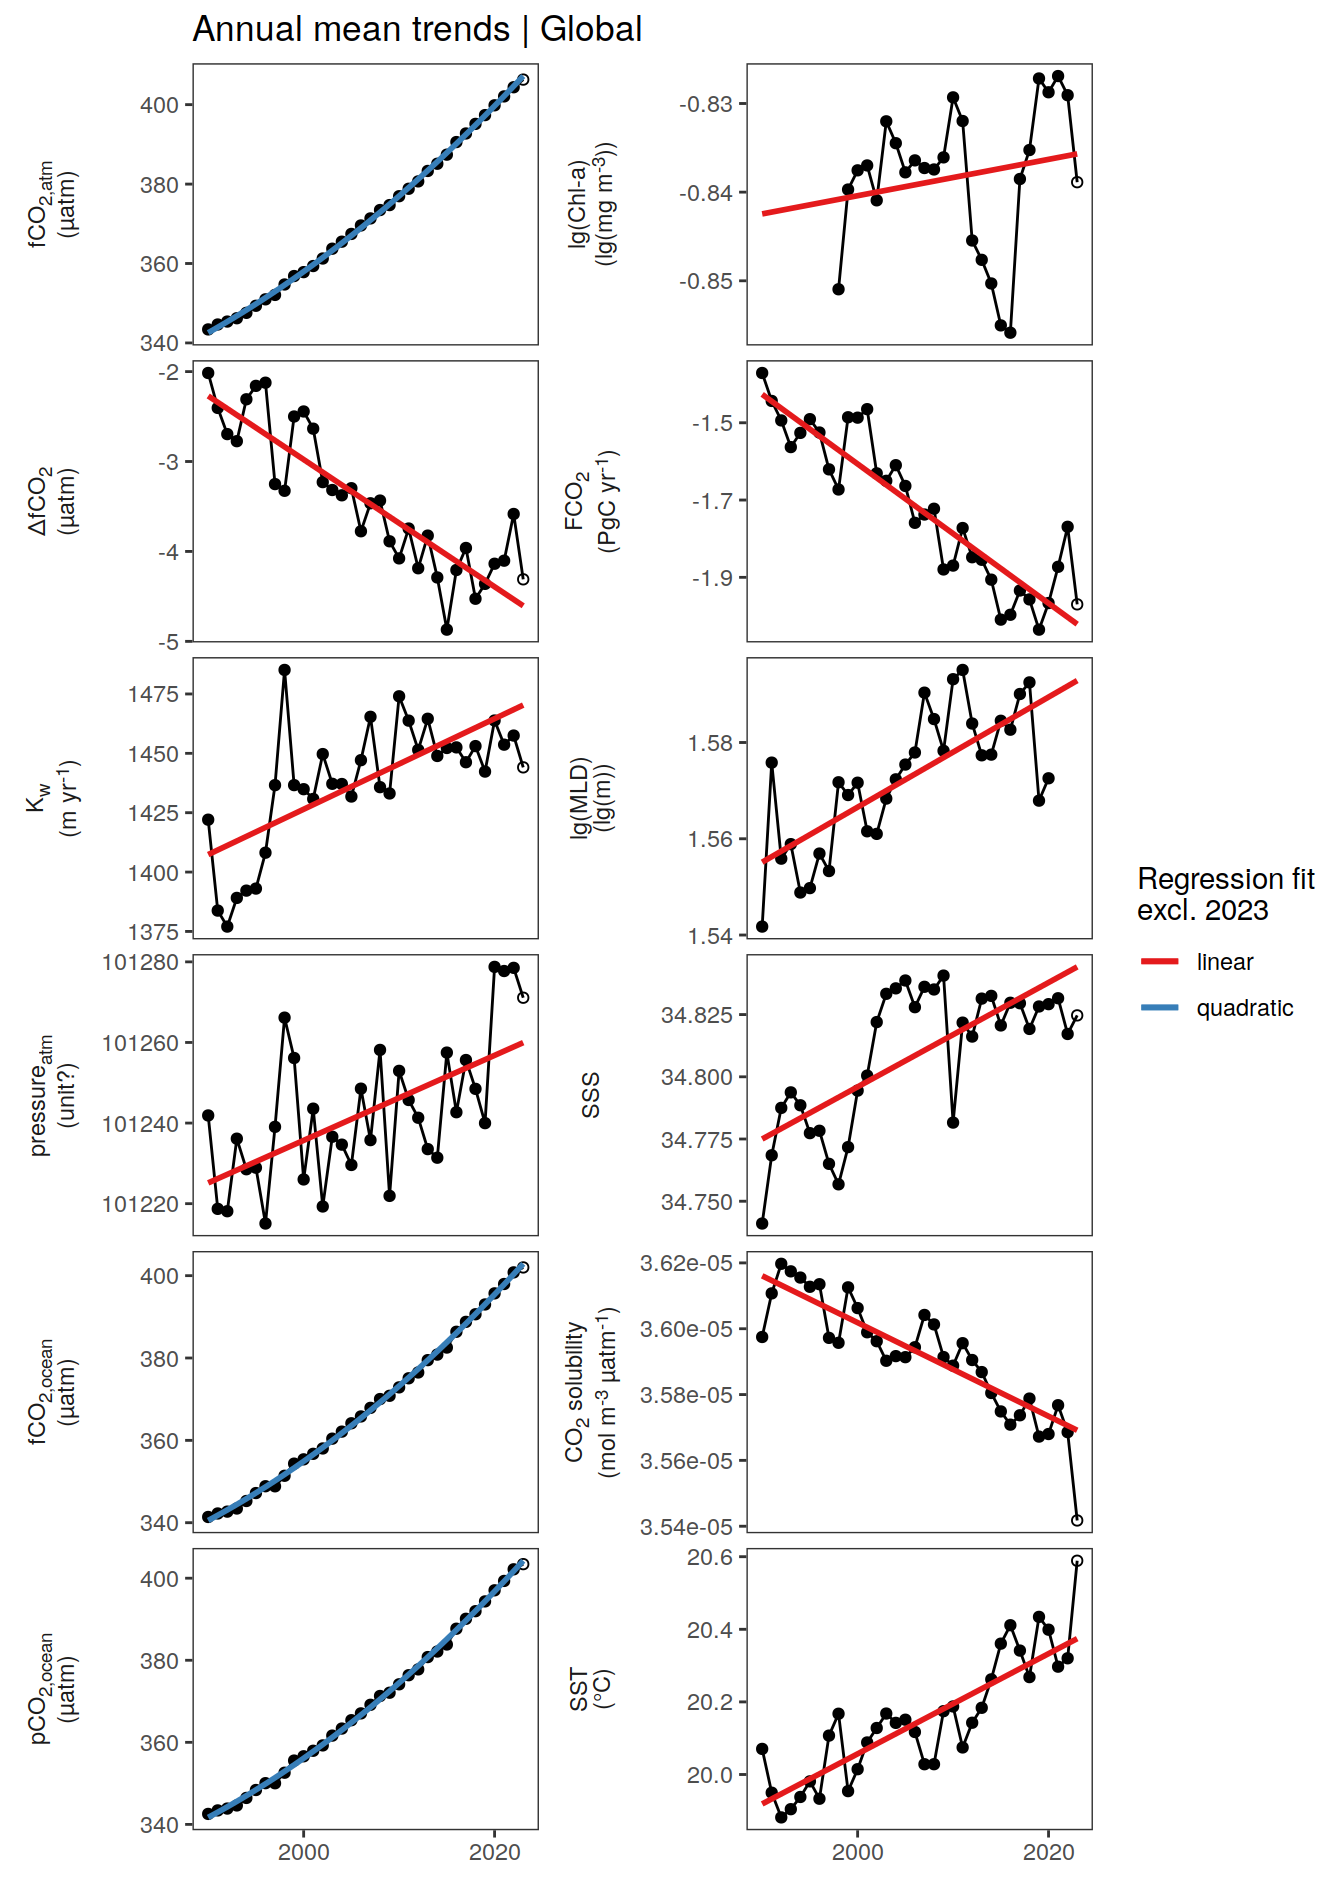 Annual mean trends | Global
fCO2,atm
(µatm)
400
380
360
340
lg(Chl-a)
(lg(mg m-3))
-0.83
-0.84
-0.85
ΔfCO2
(µatm)
-2
-3
-4
-5
FCO2
(PgC yr-1)
-1.5
-1.7
-1.9
Kw
(m yr-1)
1475
1450
1425
1400
1375
lg(MLD)
(lg(m))
1.58
1.56
1.54
pressureatm
(unit?)
101280
101260
101240
101220
SSS
34.825
34.800
34.775
34.750
fCO2,ocean
(µatm)
400
380
360
340
CO2 solubility
(mol m-3 µatm-1)
3.62e-05
3.60e-05
3.58e-05
3.56e-05
3.54e-05
pCO2,ocean
(µatm)
400
380
360
340
SST
(°C)
20.6
20.4
20.2
20.0
2000
2020
2000
2020
Regression fit
excl. 2023
linear
quadratic